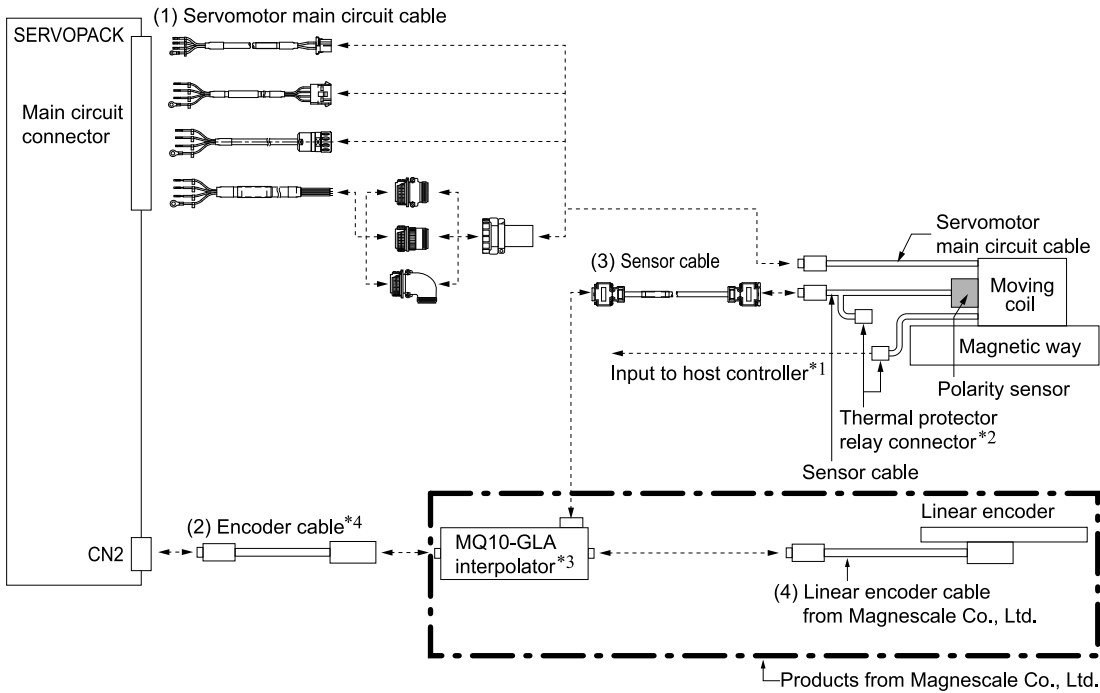 (1) Servomotor main circuit cable
SERVOPACK
Main circuit
connector
Servomotor
main circuit cable
(3) Sensor cable
Moving
coil
Magnetic way
Input to host controller*1
Polarity sensor
Thermal protector
relay connector*2
Sensor cable
Linear encoder
(2) Encoder cable*4
CN2
MQ10-GLA
interpolator*3
(4) Linear encoder cable
from Magnescale Co., Ltd.
Products from Magnescale Co., Ltd.